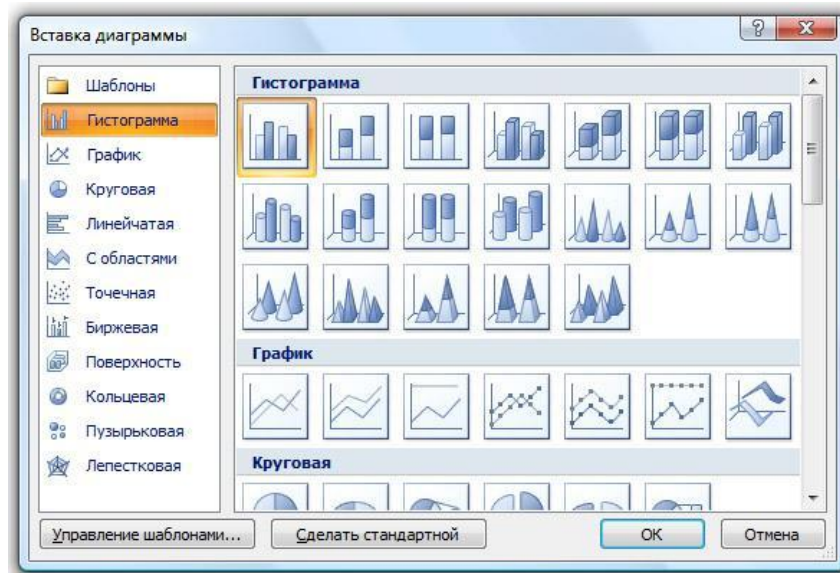 Вставка диаграммы
Шаблоны
Гистограмма
График
Круговая
Линейчатая
С областями
Точечная
Биржевая
Поверхность
Кольцевая
Пузырьковая
Лепестковая
Гистограмма
График
Круговая
Управление шаблонами...
Сделать стандартной
ОК
Отмена